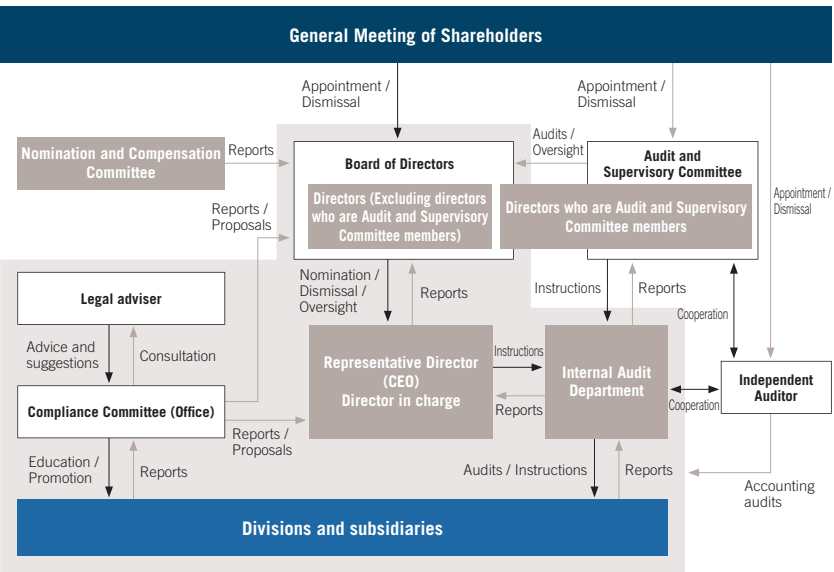 General Meeting of Shareholders
Appointment /
Dismissal
Appointment /
Dismissal
Appointment /
Dismissal
Nomination and Compensation
Committee
Reports
Board of Directors
Directors (Excluding directors
who are Audit and Supervisory
Committee members)
Audits /
Oversight
Audit and
Supervisory Committee
Directors who are Audit and Supervisory
Committee members
Reports /
Proposals
Nomination /
Dismissal /
Oversight
Reports
Instructions
Reports
Cooperation
Legal adviser
Advice and
suggestions
Consultation
Representative Director
(CEO)
Director in charge
Instructions
Reports
Internal Audit
Department
Cooperation
Independent
Auditor
Compliance Committee (Office)
Reports /
Proposals
Education /
Promotion
Reports
Audits / Instructions
Reports
Accounting
audits
Divisions and subsidiaries